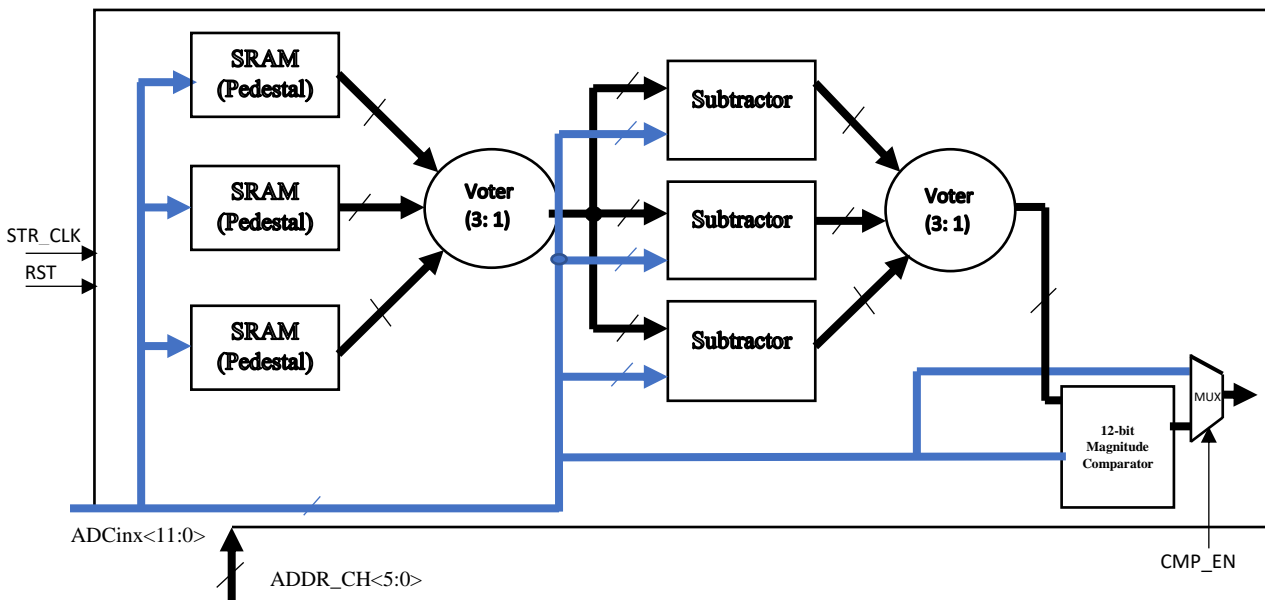 SRAM
(Pedestal)
SRAM
(Pedestal)
SRAM
(Pedestal)
Voter
(3: 1)
Subtractor
Subtractor
Subtractor
Voter
(3: 1)
STR_CLK
RST
MUX
12-bit
Magnitude
Comparator
ADCinx<11:0>
ADDR_CH<5:0>
CMP_EN